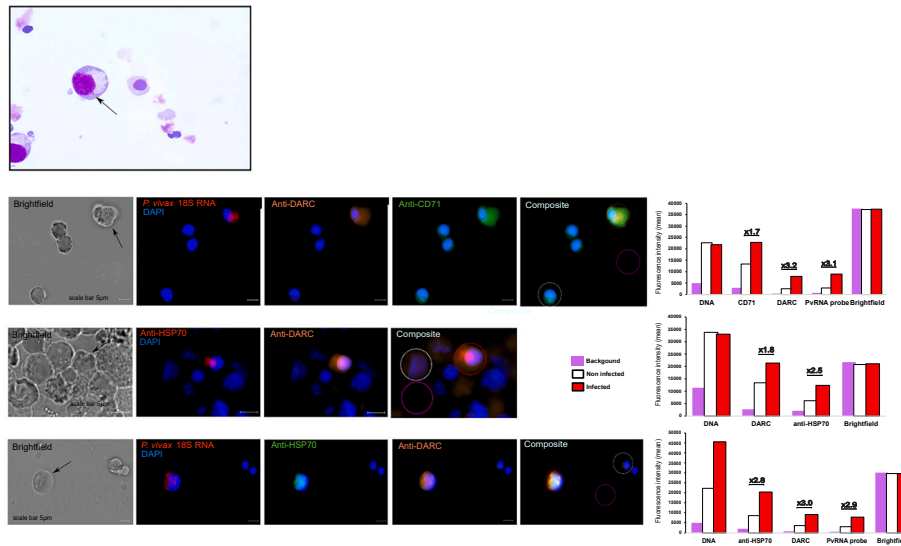 Brightfield
P. vivax 18S RNA
DAPI
Anti-DARC
Anti-CD71
Composite
scale bar 5µm
Fluorescence intensity (mean)
40000
35000
30000
25000
20000
15000
10000
5000
0
x1.7
x3.2
x3.1
DNA
CD71
DARC
PvRNA probe
Brightfield
Brightfield
Anti-HSP70
DAPI
Anti-DARC
Composite
scale bar 5µm
Backgound
Non infected
Infected
Fluorescence intensity (mean)
40000
35000
30000
25000
20000
15000
10000
5000
0
x1.8
x2.5
DNA
DARC
anti-HSP70
Brightfield
Brightfield
P. vivax 18S RNA
DAPI
Anti-HSP70
Anti-DARC
Composite
scale bar 5µm
Fluorescence intensity (mean)
50000
45000
40000
35000
30000
25000
20000
15000
10000
5000
0
x2.8
x3.0
x2.9
DNA
anti-HSP70
DARC
PvRNA probe
Brightfield